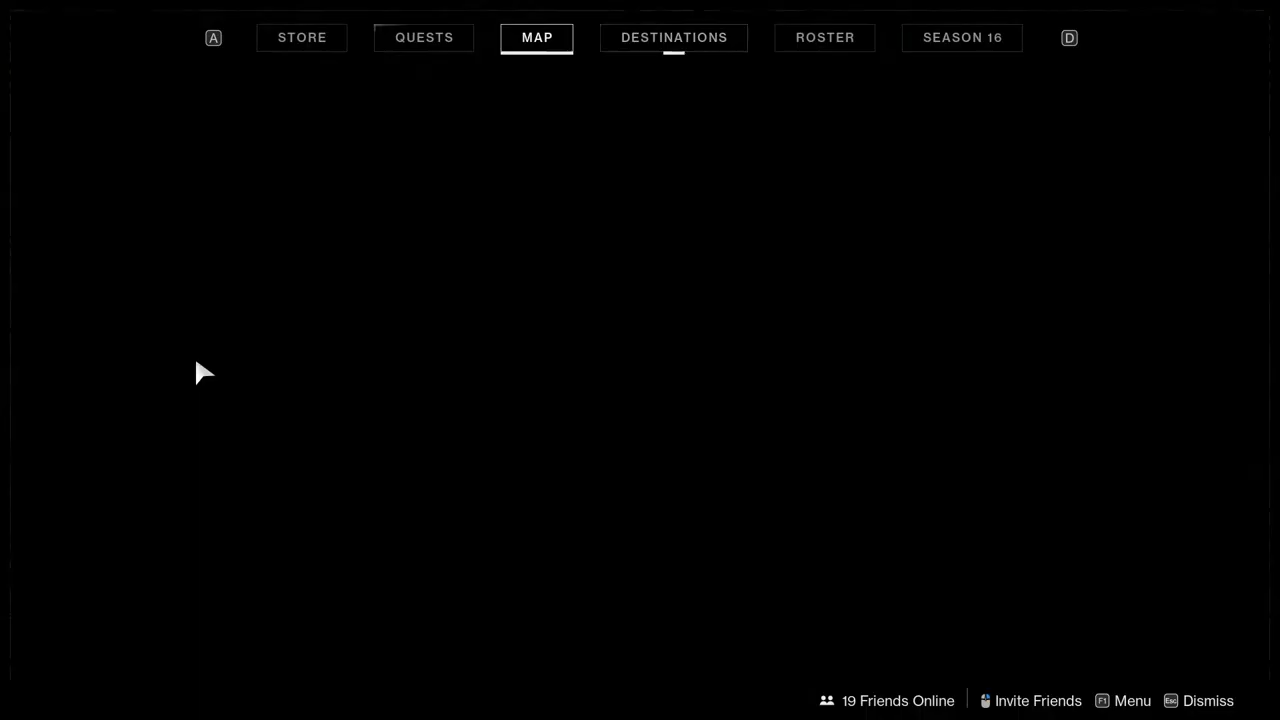 A STORE QUESTS MAP DESTINATIONS ROSTER SEASON 16 D
19 Friends Online Invite Friends F1 Menu Esc Dismiss